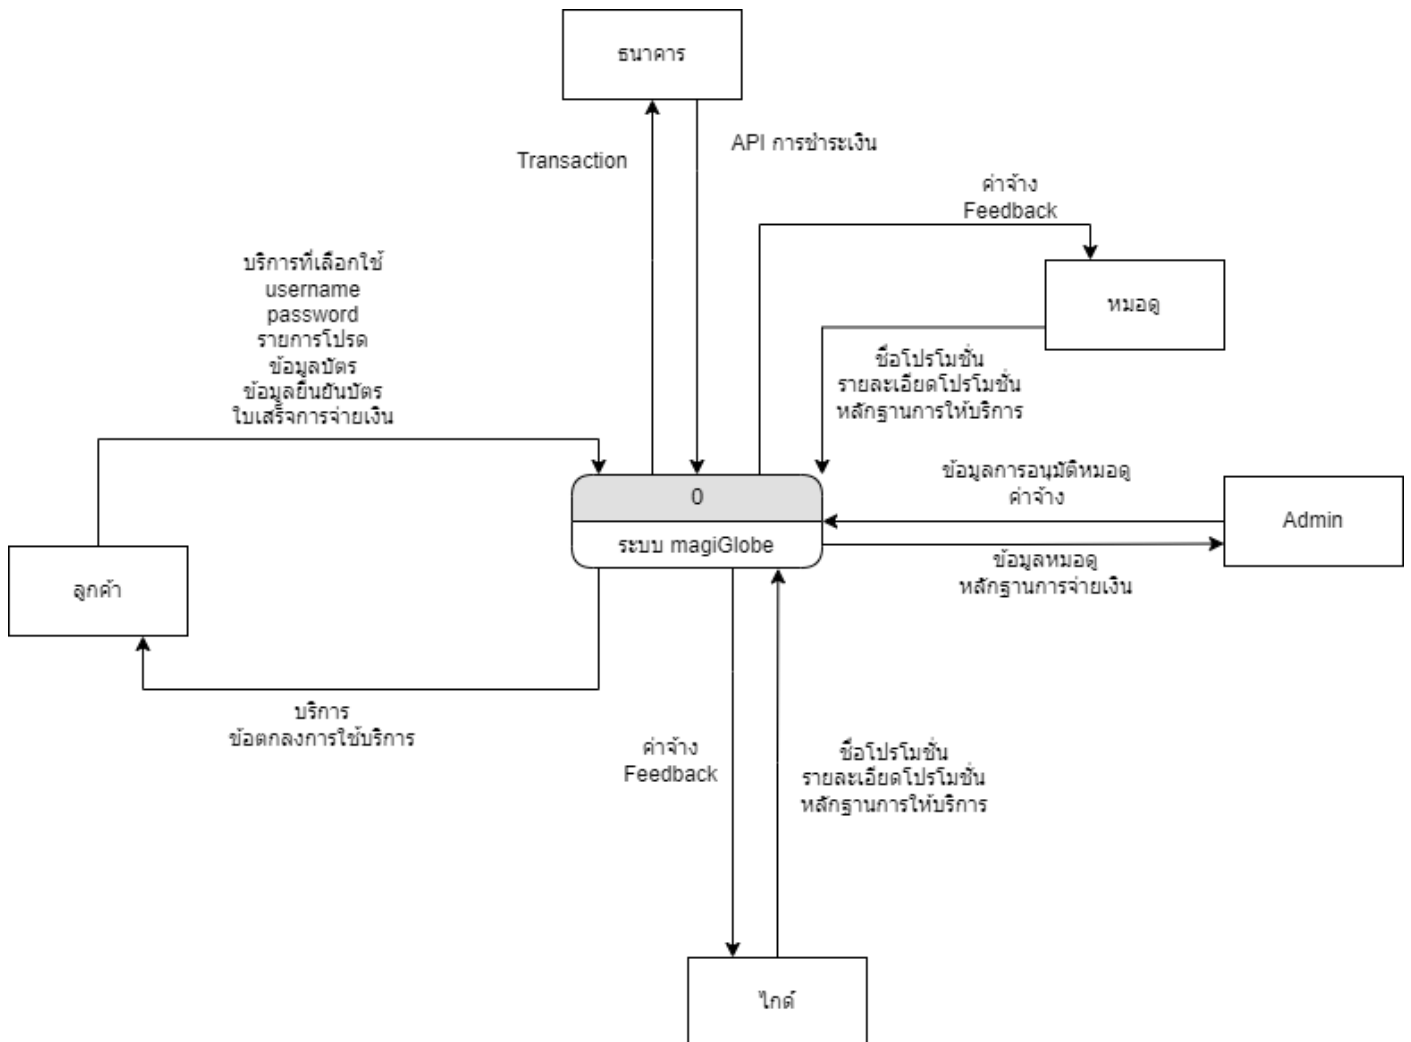 ธนาคาร
Transaction
API การชำระเงิน
ค่าจ้าง
Feedback
หมอดู
บริการที่เลือกใช้
username
password
รายการโปรด
ข้อมูลบัตร
ข้อมูลยืนยันบัตร
ใบเสร็จการจ่ายเงิน
ชื่อโปรโมชั่น
รายละเอียดโปรโมชั่น
หลักฐานการให้บริการ
0
ระบบ magiGlobe
ข้อมูลการอนุมัติหมอดู
ค่าจ้าง
Admin
ข้อมูลหมอดู
หลักฐานการจ่ายเงิน
ลูกค้า
บริการ
ข้อตกลงการใช้บริการ
ค่าจ้าง
Feedback
ชื่อโปรโมชั่น
รายละเอียดโปรโมชั่น
หลักฐานการให้บริการ
ไกด์